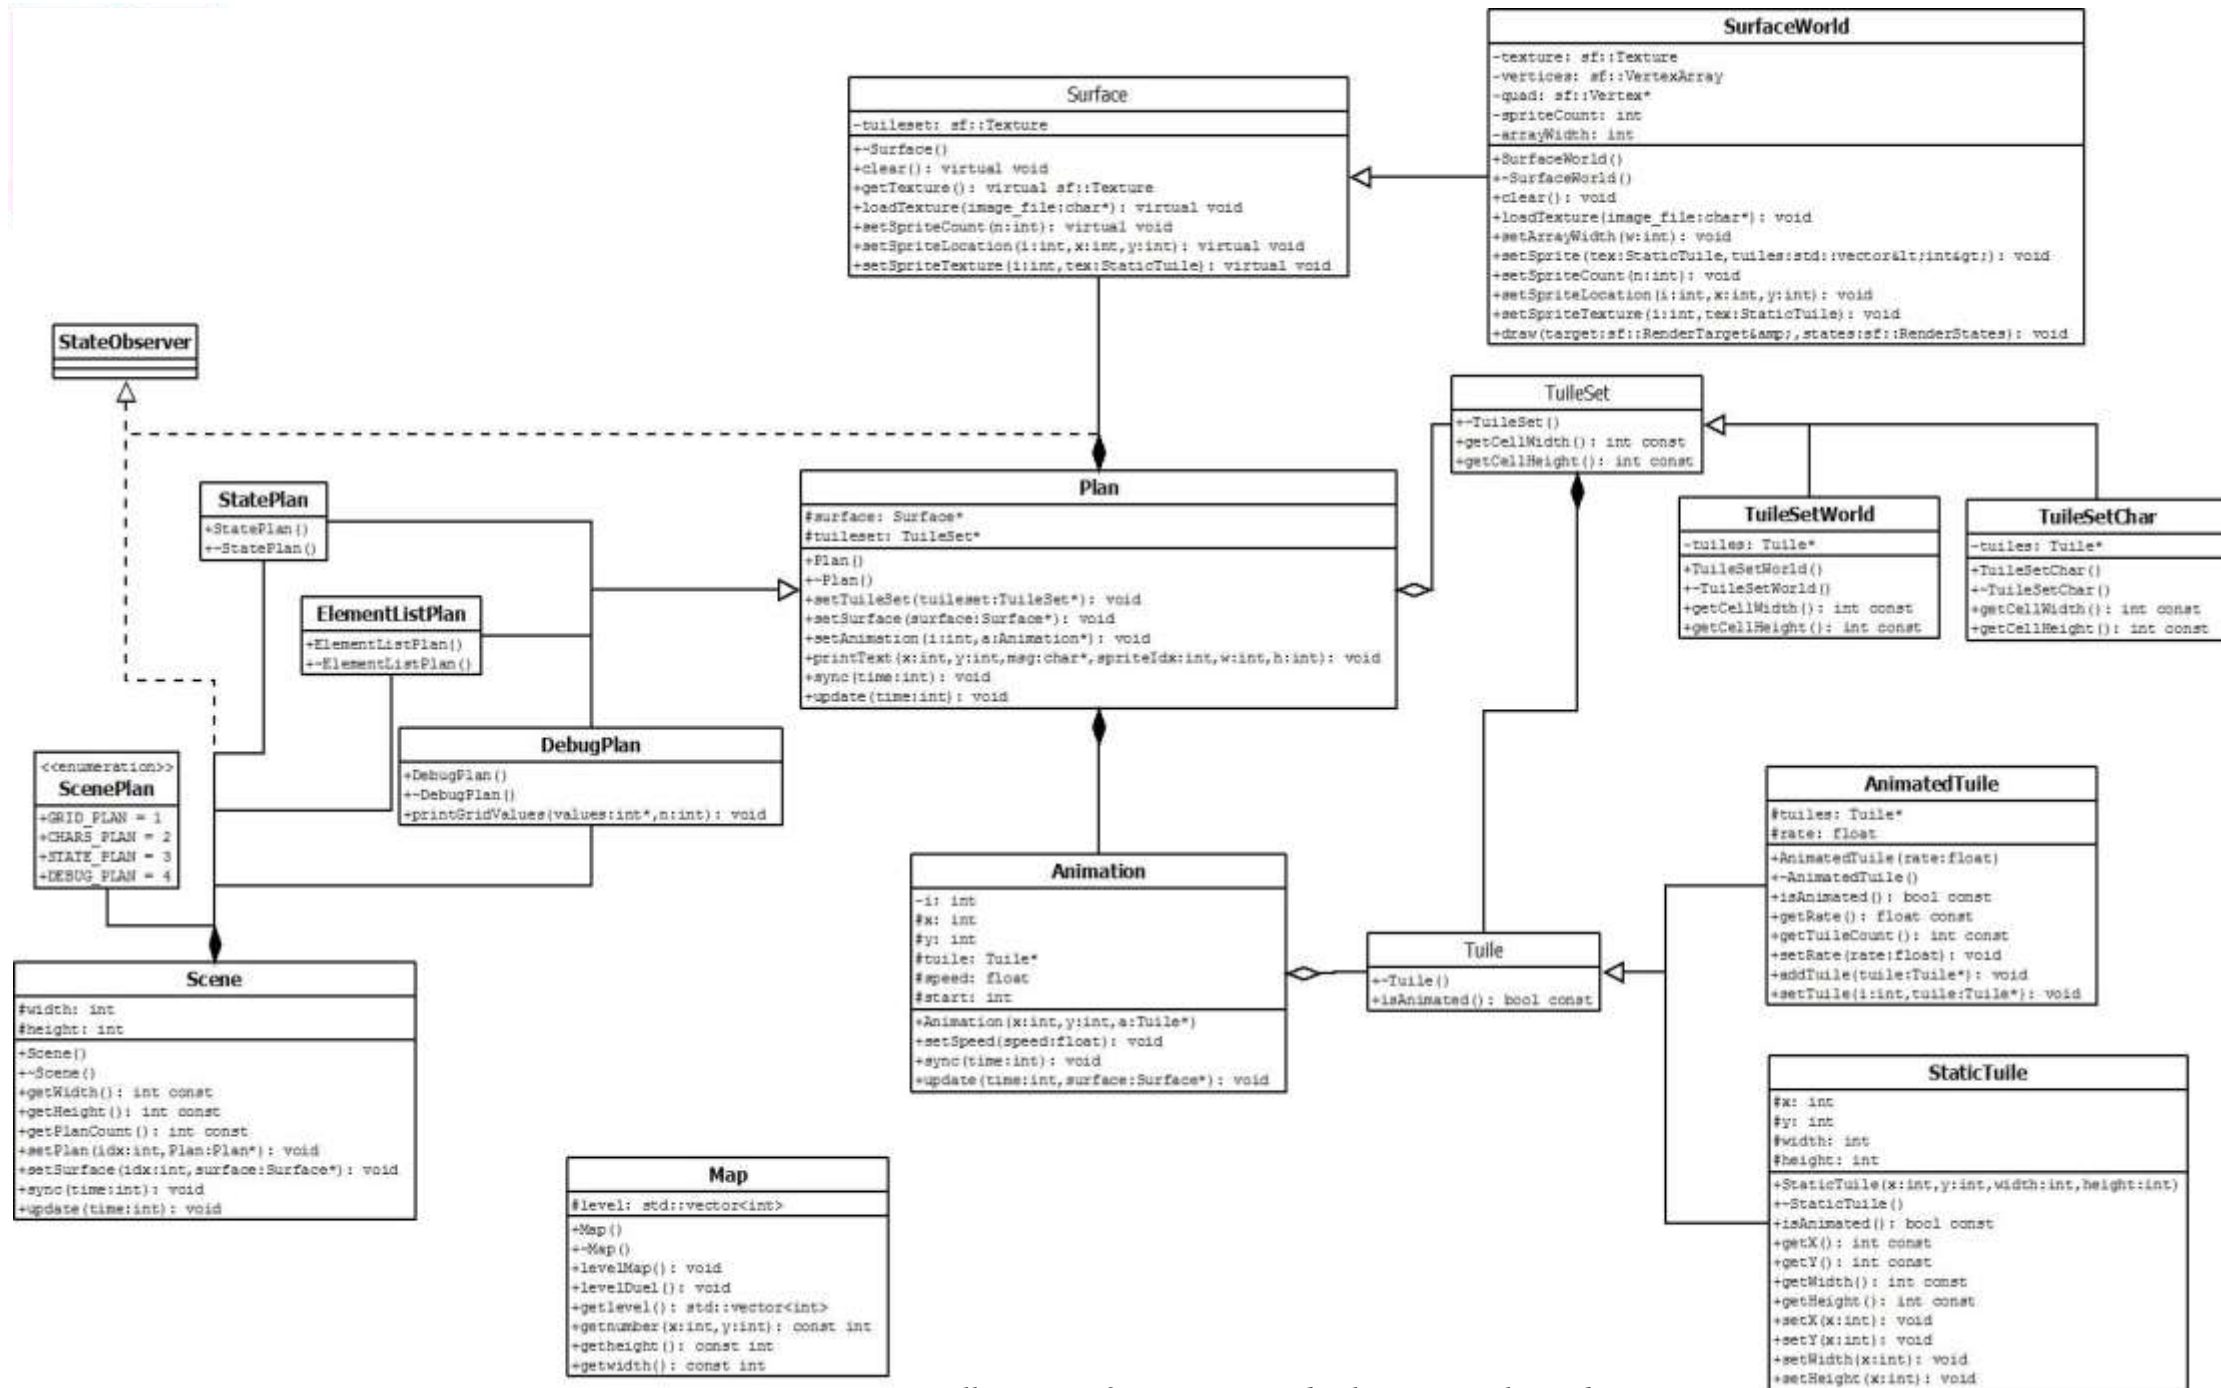 SurfaceWorld
-texture: sf::Texture
-vertices: sf::VertexArray
-quad: sf::Vertex*
-spriteCount: int
-arrayWidth: int
+SurfaceWorld()
+~SurfaceWorld()
+clear(): void
+loadTexture(image_file:char*): void
+setArrayWidth(w:int): void
+setSprite(tex:StaticTuile,tuiles:std::vector&lt;int&gt;): void
+setSpriteCount(n:int): void
+setSpriteLocation(i:int,x:int,y:int): void
+setSpriteTexture(i:int,tex:StaticTuile): void
+draw(target:sf::RenderTarget&amp;,states:sf::RenderStates): void
Surface
-tuileset: sf::Texture
+~Surface()
+clear(): virtual void
+getTexture(): virtual sf::Texture
+loadTexture(image_file:char*): virtual void
+setSpriteCount(n:int): virtual void
+setSpriteLocation(i:int,x:int,y:int): virtual void
+setSpriteTexture(i:int,tex:StaticTuile): virtual void
StateObserver
TuileSet
+~TuileSet()
+getCellWidth(): int const
+getCellHeight(): int const
StatePlan
+StatePlan()
+~StatePlan()
Plan
#surface: Surface*
#tuileset: TuileSet*
+Plan()
+~Plan()
+setTuileSet(tuileset:TuileSet*): void
+setSurface(surface:Surface*): void
+setAnimation(i:int,a:Animation*): void
+printText(x:int,y:int,msg:char*,spriteIdx:int,w:int,h:int): void
+sync(time:int): void
+update(time:int): void
TuileSetWorld
-tuiles: Tuile*
+TuileSetWorld()
+~TuileSetWorld()
+getCellWidth(): int const
+getCellHeight(): int const
TuileSetChar
-tuiles: Tuile*
+TuileSetChar()
+~TuileSetChar()
+getCellWidth(): int const
+getCellHeight(): int const
ElementListPlan
+ElementListPlan()
+~ElementListPlan()
DebugPlan
+DebugPlan()
+~DebugPlan()
+printGridValues(values:int*,n:int): void
<<enumeration>>
ScenePlan
+GRID_PLAN = 1
+CHARS_PLAN = 2
+STATE_PLAN = 3
+DEBUG_PLAN = 4
AnimatedTuile
#tuiles: Tuile*
#rate: float
+AnimatedTuile(rate:float)
+~AnimatedTuile()
+isAnimated(): bool const
+getRate(): float const
+getTuileCount(): int const
+setRate(rate:float): void
+addTuile(tuile:Tuile*): void
+setTuile(i:int,tuile:Tuile*): void
Animation
-i: int
#x: int
#y: int
#tuile: Tuile*
#speed: float
#start: int
+Animation(x:int,y:int,a:Tuile*)
+setSpeed(speed:float): void
+sync(time:int): void
+update(time:int,surface:Surface*): void
Tuile
+~Tuile()
+isAnimated(): bool const
Scene
#width: int
#height: int
+Scene()
+~Scene()
+getWidth(): int const
+getHeight(): int const
+getPlanCount(): int const
+setPlan(idx:int,Plan:Plan*): void
+setSurface(idx:int,surface:Surface*): void
+sync(time:int): void
+update(time:int): void
StaticTuile
#x: int
#y: int
#width: int
#height: int
+StaticTuile(x:int,y:int,width:int,height:int)
+~StaticTuile()
+isAnimated(): bool const
+getX(): int const
+getY(): int const
+getWidth(): int const
+getHeight(): int const
+setX(x:int): void
+setY(x:int): void
+setWidth(x:int): void
+setHeight(x:int): void
Map
#level: std::vector<int>
+Map()
+~Map()
+levelMap(): void
+levelDuel(): void
+getlevel(): std::vector<int>
+getnumber(x:int,y:int): const int
+getheight(): const int
+getwidth(): const int